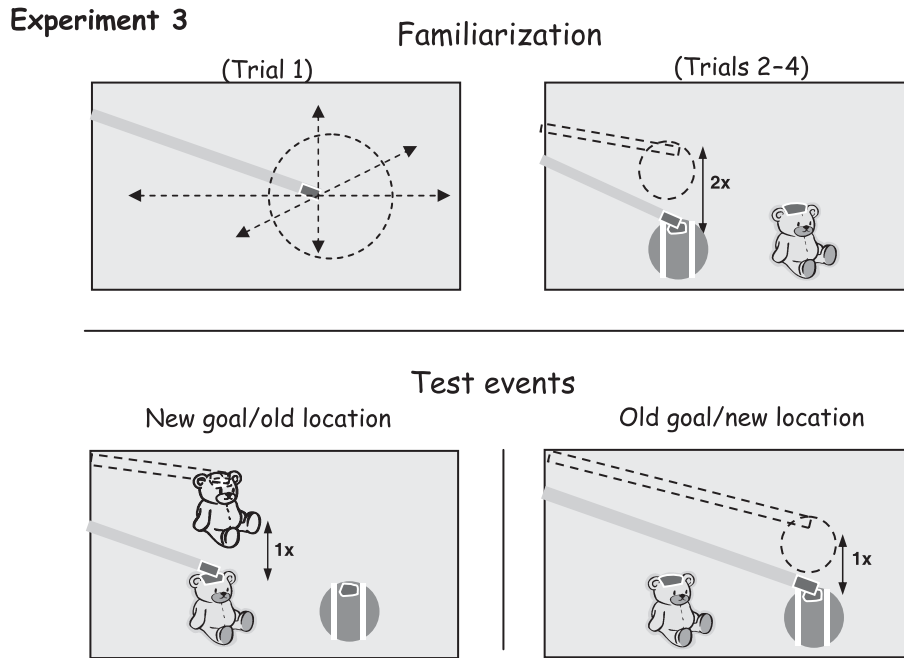 Experiment 3
Familiarization
(Trial 1)
(Trials 2–4)
2x
Test events
New goal/old location
Old goal/new location
1x
1x